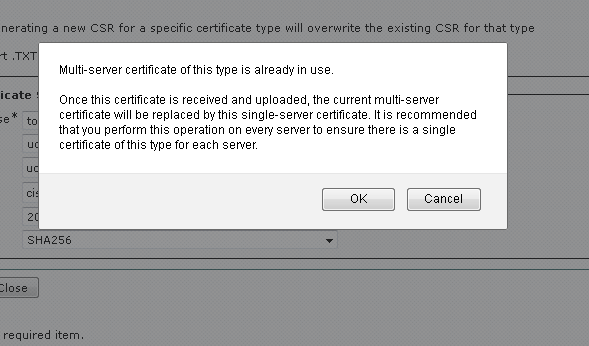 nerating a new CSR for a specific certificate type will overwrite the existing CSR for that type
rt .TXT
Multi-server certificate of this type is already in use.
Once this certificate is received and uploaded, the current multi-server
certificate will be replaced by this single-server certificate. It is recommended
that you perform this operation on every server to ensure there is a single
certificate of this type for each server.
icate S
se* to
uc
uc
cis
20
OK Cancel
SHA256
Close
required item.